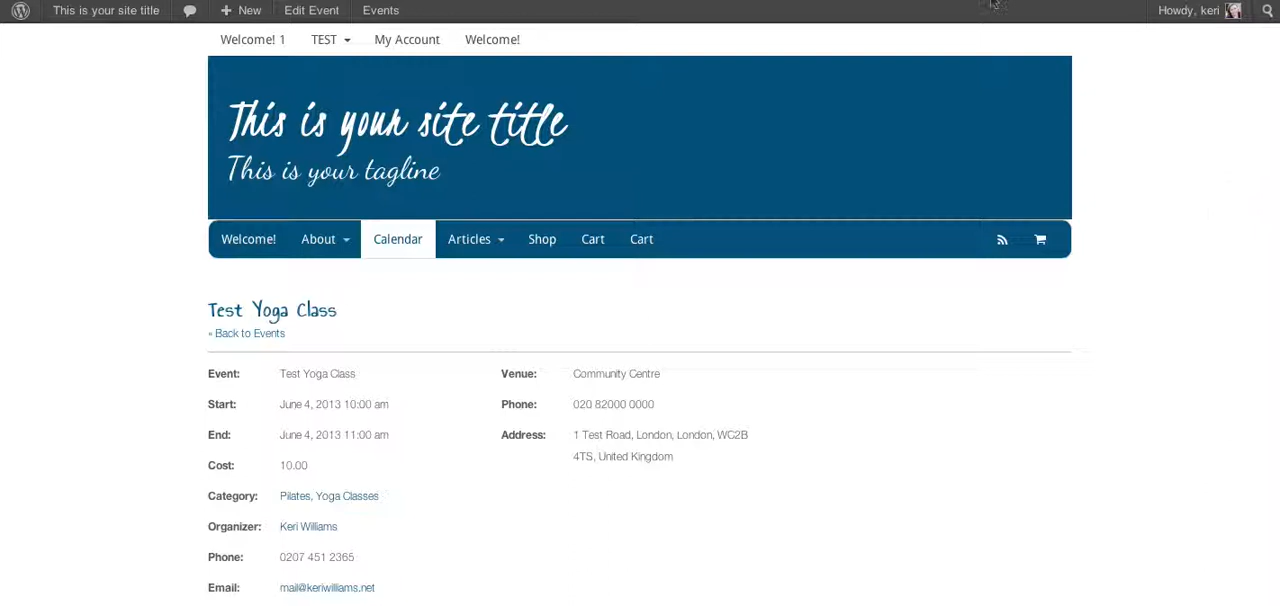 This is your site title New Edit Event Events Howdy, keri
Welcome! 1 TEST My Account Welcome!
This is your site title
This is your tagline
Welcome! About Calendar Articles Shop Cart Cart
Test Yoga Class
« Back to Events
Event: Test Yoga Class Venue: Community Centre
Start: June 4, 2013 10:00 am Phone: 020 82000 0000
End: June 4, 2013 11:00 am Address: 1 Test Road, London, London, WC2B
4TS, United Kingdom
Cost: 10.00
Category: Pilates, Yoga Classes
Organizer: Keri Williams
Phone: 0207 451 2365
Email: mail@keriwilliams.net